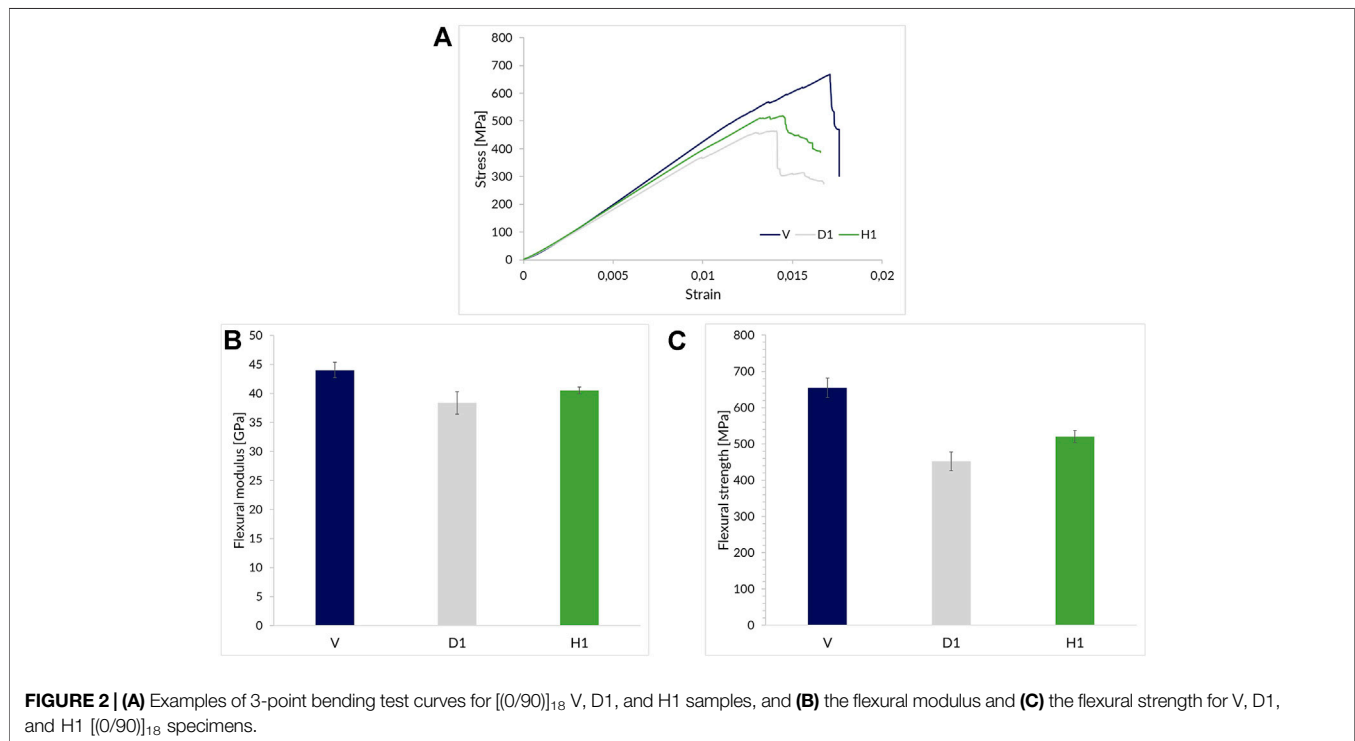 A
800
700
600
500
400
300
200
100
0
Stress [MPa]
V D1 H1
0 0,005 0,01 0,015 0,02
Strain
B
50
45
40
35
30
25
20
15
10
5
0
Flexural modulus [GPa]
V D1 H1
C
800
700
600
500
400
300
200
100
0
Flexural strength [MPa]
V D1 H1
FIGURE 2 | (A) Examples of 3-point bending test curves for [(0/90)]₁₈ V, D1, and H1 samples, and (B) the flexural modulus and (C) the flexural strength for V, D1,
and H1 [(0/90)]₁₈ specimens.